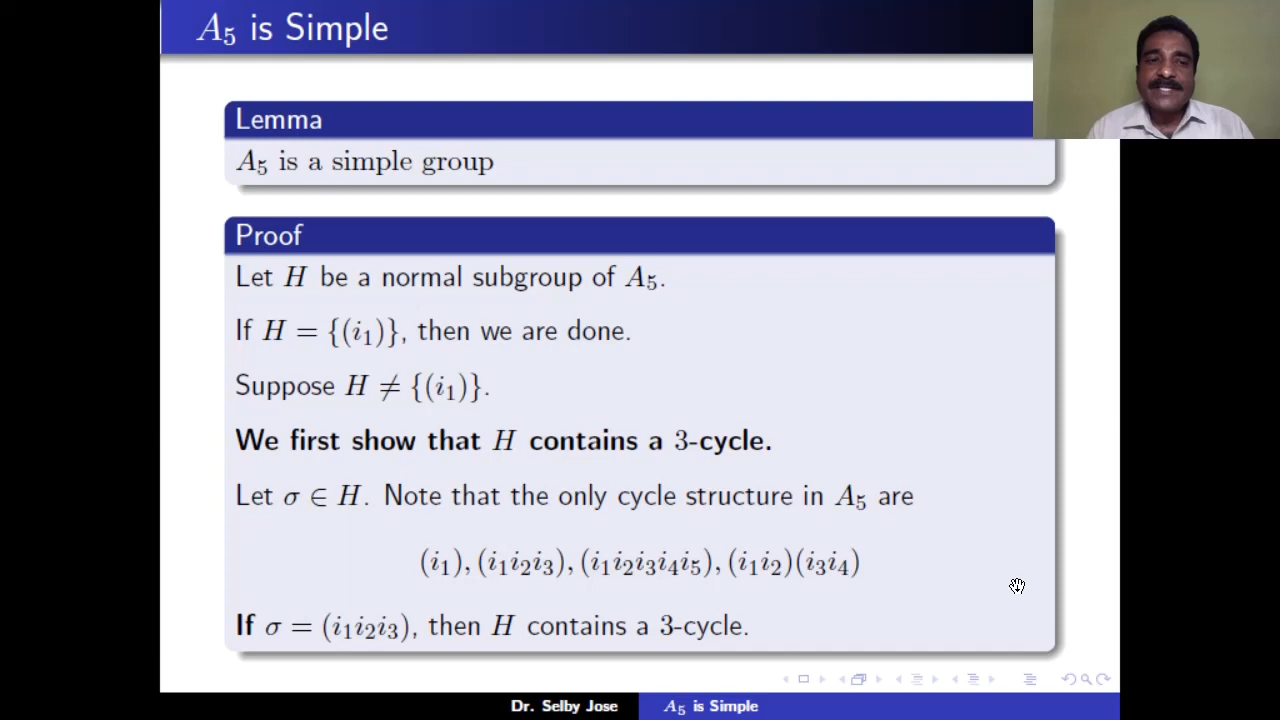 A₅ is Simple
Lemma
A₅ is a simple group
Proof
Let H be a normal subgroup of A₅.
If H = {(i₁)}, then we are done.
Suppose H ≠ {(i₁)}.
We first show that H contains a 3-cycle.
Let σ ∈ H. Note that the only cycle structure in A₅ are
(i₁), (i₁i₂i₃), (i₁i₂i₃i₄i₅), (i₁i₂)(i₃i₄)
If σ = (i₁i₂i₃), then H contains a 3-cycle.
Dr. Selby Jose
A₅ is Simple